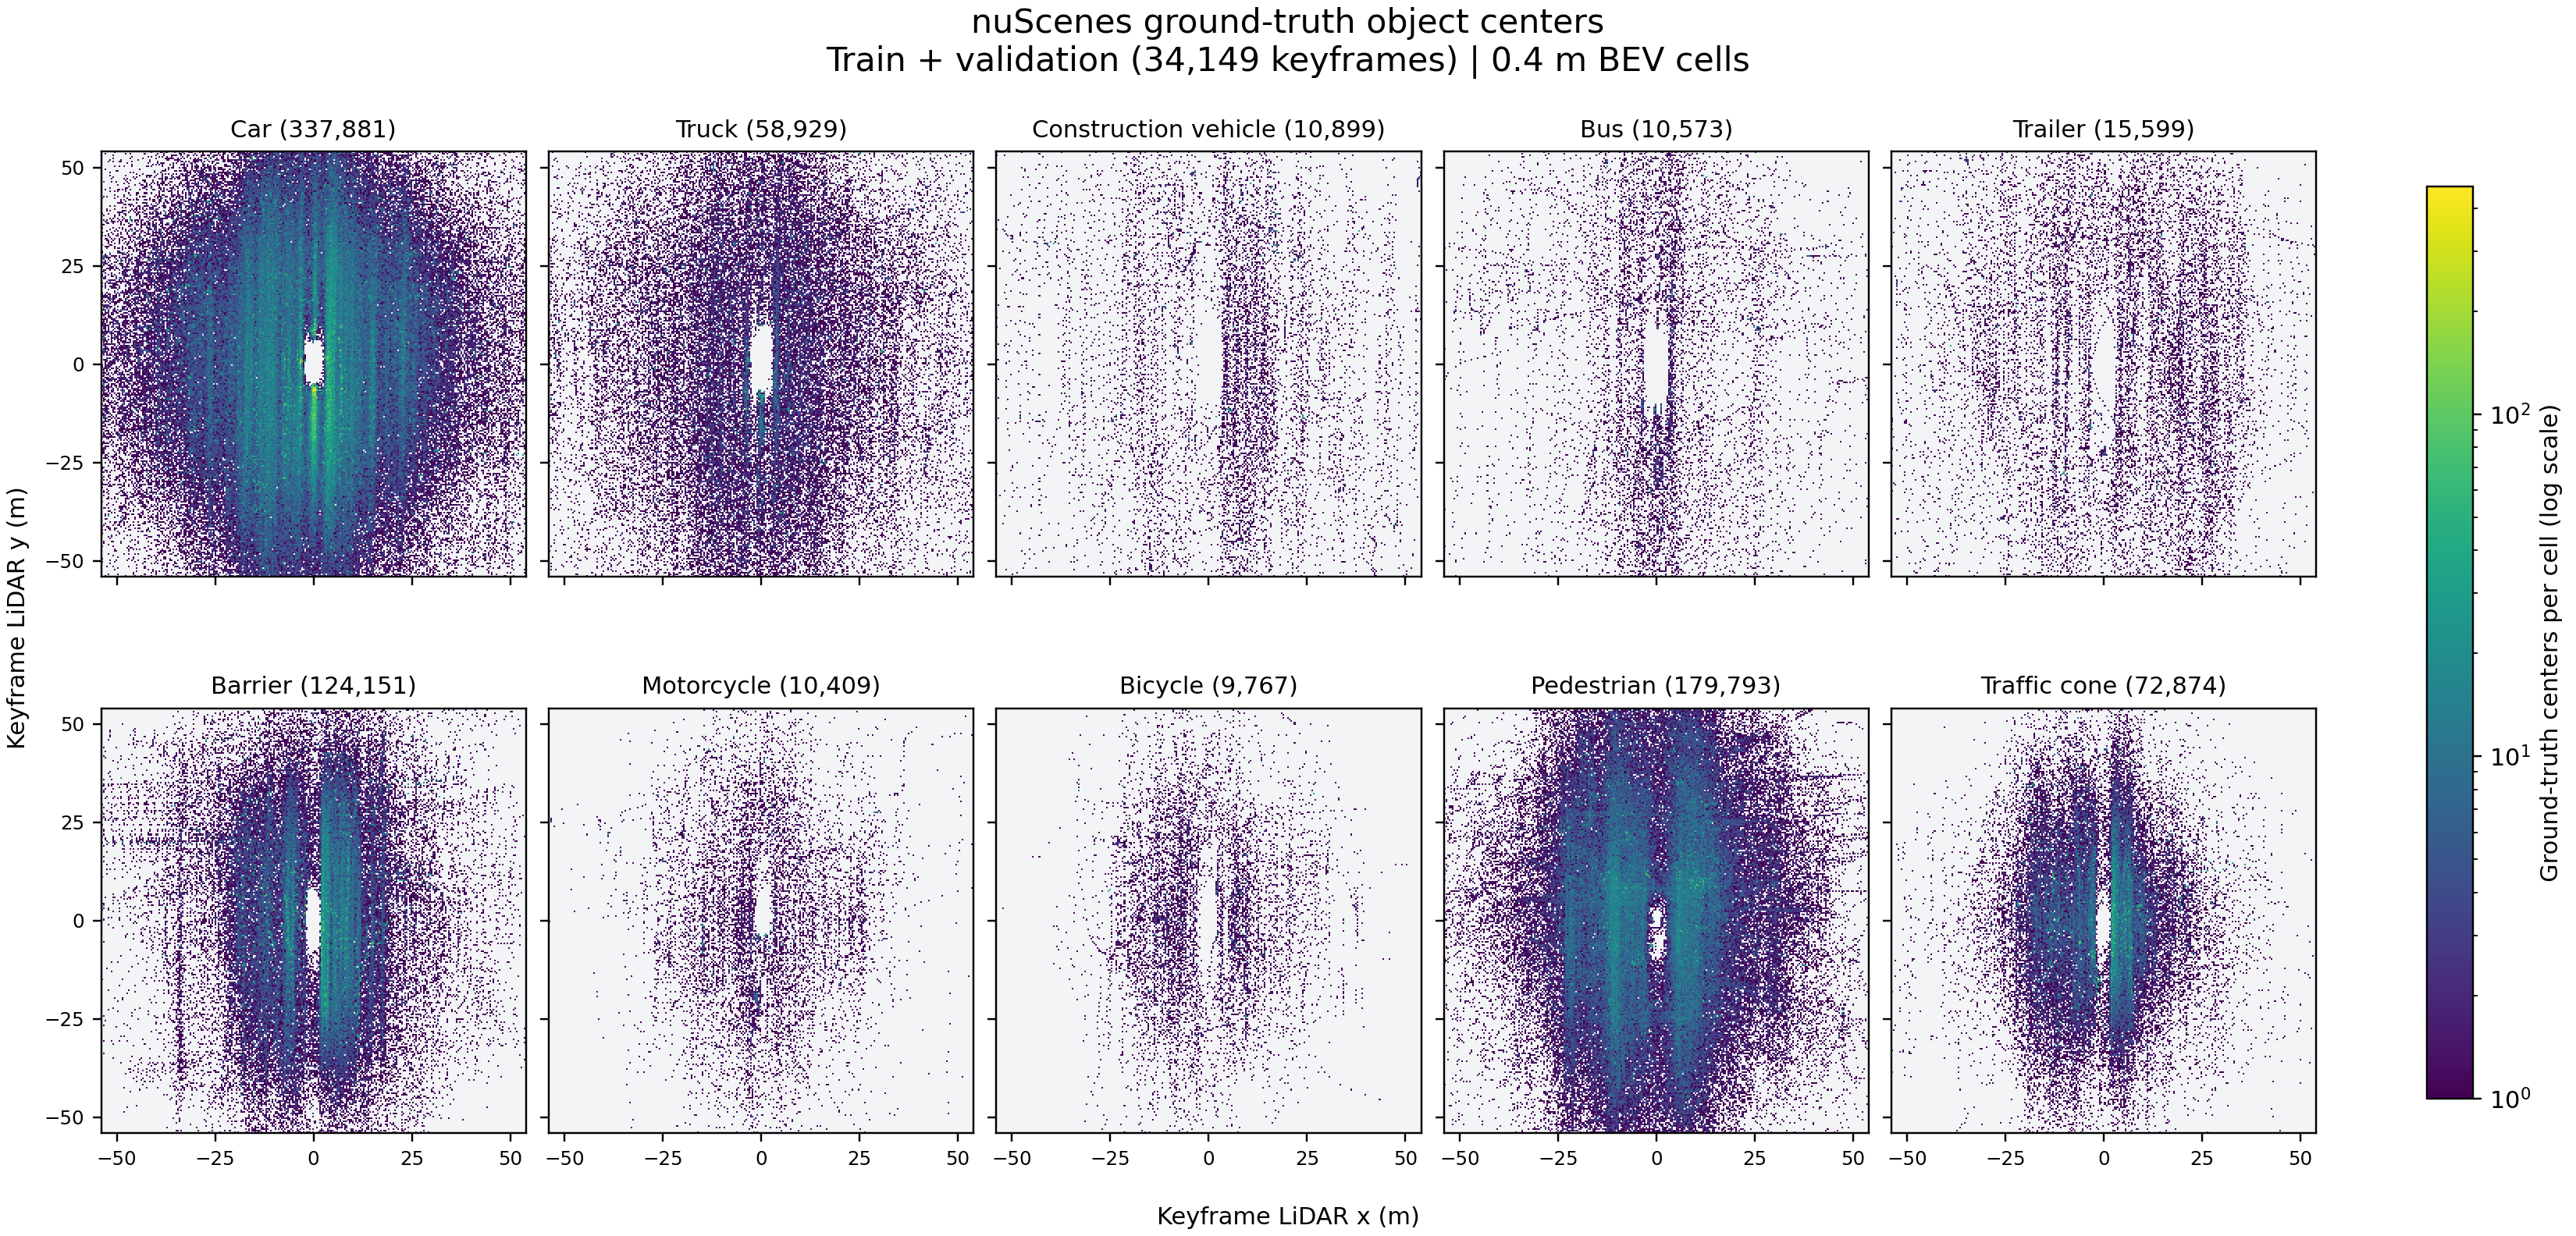 nuScenes ground-truth object centers
Train + validation (34,149 keyframes) | 0.4 m BEV cells
Car (337,881)
Truck (58,929)
Construction vehicle (10,899)
Bus (10,573)
Trailer (15,599)
50
25
0
−25
−50
Keyframe LiDAR y (m)
Barrier (124,151)
Motorcycle (10,409)
Bicycle (9,767)
Pedestrian (179,793)
Traffic cone (72,874)
50
25
0
−25
−50
−50 −25 0 25 50
−50 −25 0 25 50
−50 −25 0 25 50
−50 −25 0 25 50
−50 −25 0 25 50
Keyframe LiDAR x (m)
10²
10¹
10⁰
Ground-truth centers per cell (log scale)